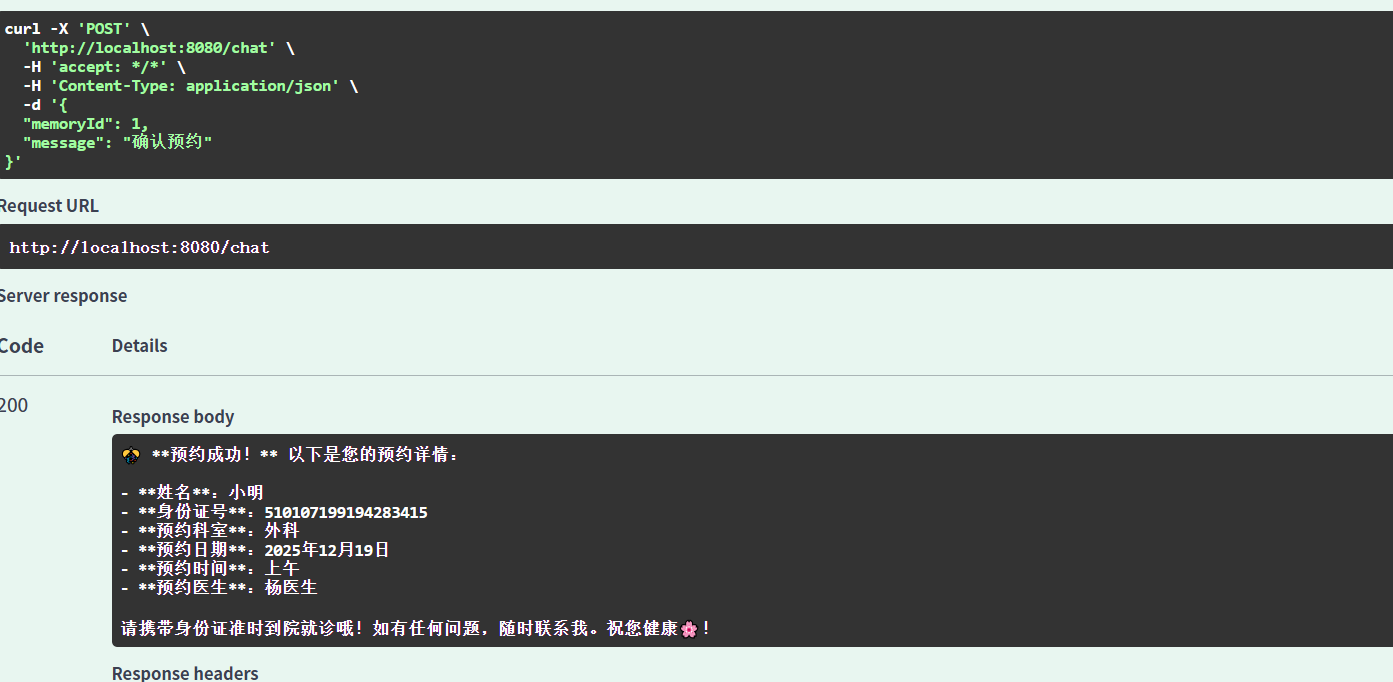 curl -X 'POST' \
  'http://localhost:8080/chat' \
  -H 'accept: */*' \
  -H 'Content-Type: application/json' \
  -d '{
  "memoryId": 1,
  "message": "确认预约"
}'
Request URL
http://localhost:8080/chat
Server response
Code Details
200
Response body
🐝 **预约成功！** 以下是您的预约详情：
- **姓名**：小明
- **身份证号**：510107199194283415
- **预约科室**：外科
- **预约日期**：2025年12月19日
- **预约时间**：上午
- **预约医生**：杨医生
请携带身份证准时到院就诊哦！如有任何问题，随时联系我。祝您健康🌸！
Response headers